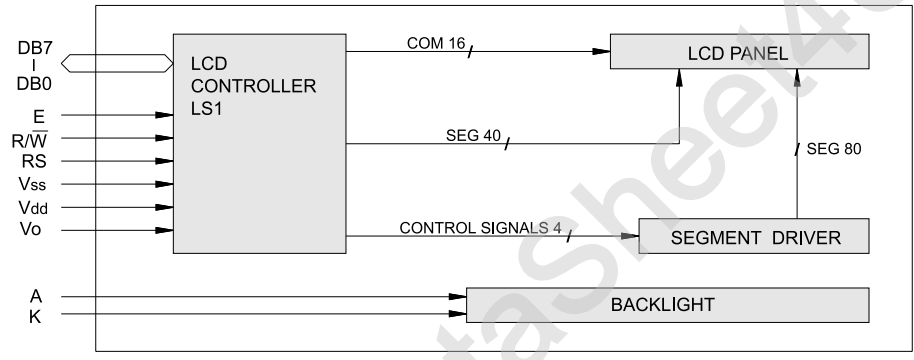 DB7
DB0
E
R/W̅
RS
Vss
Vdd
Vo
A
K
LCD
CONTROLLER
LS1
COM 16
SEG 40
CONTROL SIGNALS 4
LCD PANEL
SEG 80
SEGMENT DRIVER
BACKLIGHT